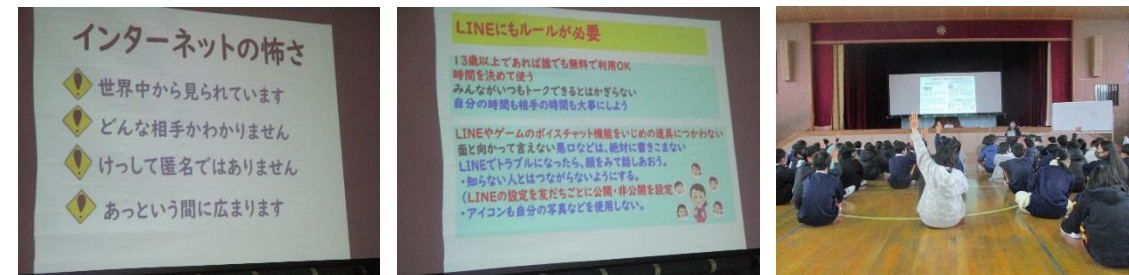 インターネットの怖さ
世界中から見られています
どんな相手かわかりません
けっして匿名ではありません
あっという間に広まります
LINEにもルールが必要
13歳以上であれば誰でも無料で利用OK
時間を決めて使う
みんながいつもトークできるとはかぎらない
自分の時間も相手の時間も大事にしよう
LINEやゲームのボイスチャット機能をいじめの道具につかわない
面と向かって言えない悪口などは、絶対に書きこまない
LINEでトラブルになったら、顔をみて話しあおう。
・知らない人とはつながらないようにする。
(LINEの設定を友だちごとに公開・非公開を設定
・アイコンも自分の写真などを使用しない。